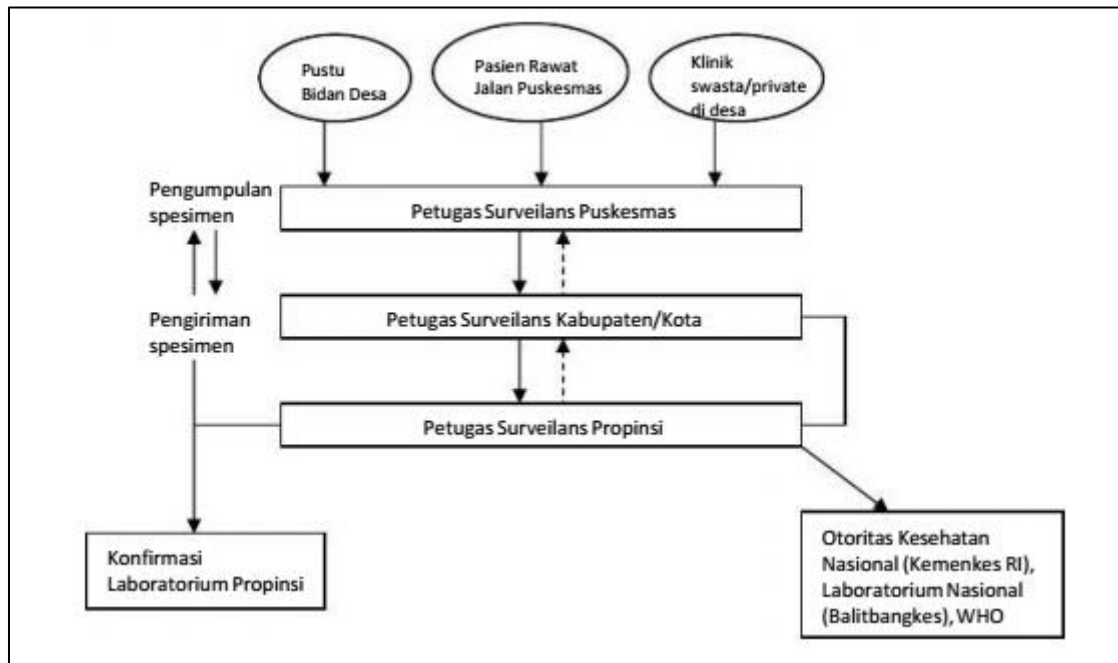 Pustu
Bidan Desa
Pasien Rawat
Jalan Puskesmas
Klinik
swasta/private
di desa
Pengumpulan
spesimen
Petugas Surveilans Puskesmas
Pengiriman
spesimen
Petugas Surveilans Kabupaten/Kota
Petugas Surveilans Propinsi
Konfirmasi
Laboratorium Propinsi
Otoritas Kesehatan
Nasional (Kemenkes RI),
Laboratorium Nasional
(Balitbangkes), WHO